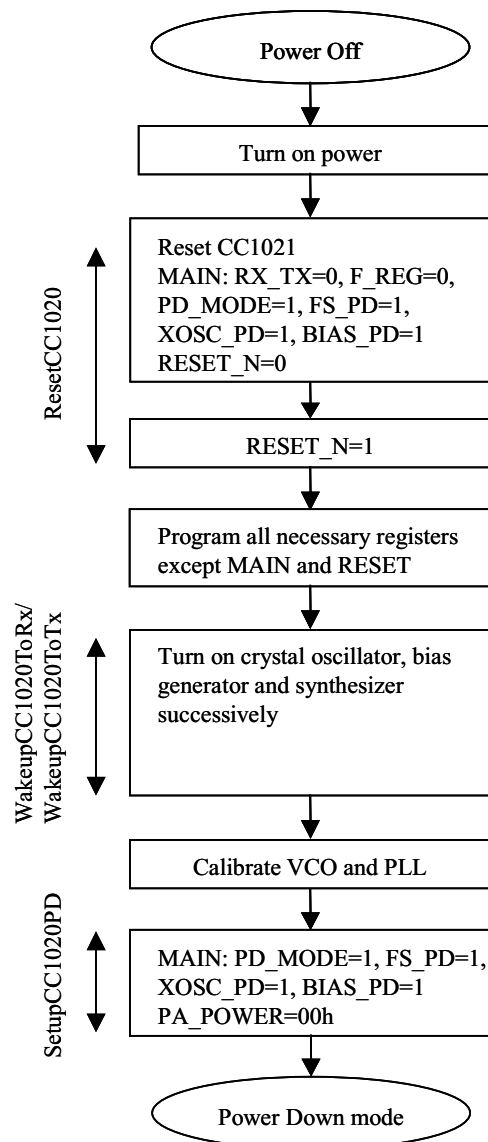 Power Off
Turn on power
ResetCC1020
Reset CC1021
MAIN: RX_TX=0, F_REG=0,
PD_MODE=1, FS_PD=1,
XOSC_PD=1, BIAS_PD=1
RESET_N=0
RESET_N=1
Program all necessary registers
except MAIN and RESET
WakeupCC1020ToRx/
WakeupCC1020ToTx
Turn on crystal oscillator, bias
generator and synthesizer
successively
Calibrate VCO and PLL
SetupCC1020PD
MAIN: PD_MODE=1, FS_PD=1,
XOSC_PD=1, BIAS_PD=1
PA_POWER=00h
Power Down mode